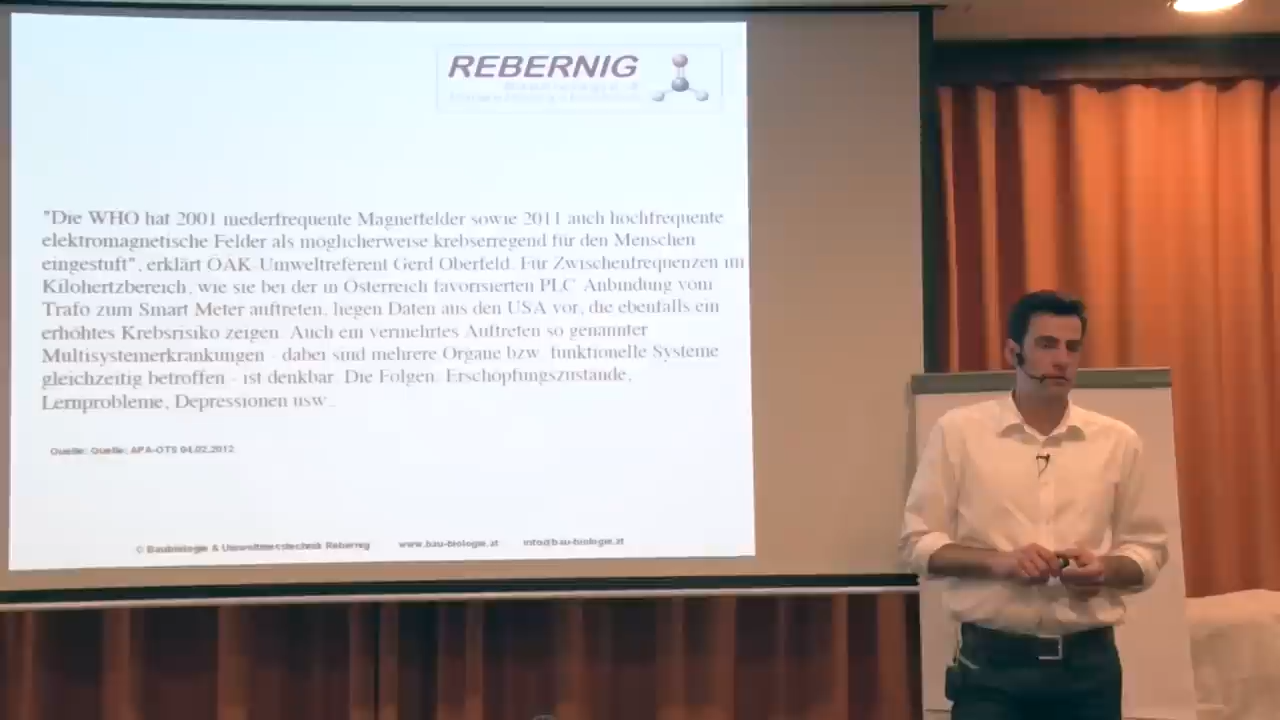 REBERNIG
"Die WHO hat 2001 niederfrequente Magnetfelder sowie 2011 auch hochfrequente
elektromagnetische Felder als möglicherweise krebserregend für den Menschen
eingestuft", erklärt ÖAK-Umweltreferent Gerd Oberfeld. Für Zwischenfrequenzen im
Kilohertzbereich, wie sie bei der in Österreich favorisierten PLC-Anbindung vom
Trafo zum Smart Meter auftreten, liegen Daten aus den USA vor, die ebenfalls ein
erhöhtes Krebsrisiko zeigen. Auch ein vermehrtes Auftreten so genannter
Multisystemerkrankungen - dabei sind mehrere Organe bzw. funktionelle Systeme
gleichzeitig betroffen - ist denkbar. Die Folgen: Erschöpfungszustände,
Lernprobleme, Depressionen usw.
Quelle: Quelle: APA-OTS 04.02.2012
© Baubiologie & Umweltmesstechnik Rebernig www.bau-biologie.at info@bau-biologie.at